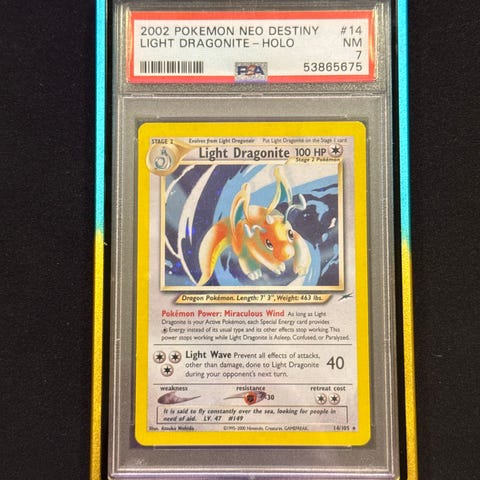 2002 POKEMON NEO DESTINY #14
LIGHT DRAGONITE-HOLO NM
7
PSA 53865675
STAGE 2 Evolves from Light Dragonair Put Light Dragonite on the Stage 1 card
Light Dragonite 100 HP
Stage 2 Pokémon
Dragon Pokémon. Length: 7' 3", Weight: 463 lbs.
Pokémon Power: Miraculous Wind As long as Light
Dragonite is your Active Pokémon, each Special Energy card provides
Energy instead of its usual type and its other effects stop working. This
power stops working while Light Dragonite is Asleep, Confused, or Paralyzed.
Light Wave Prevent all effects of attacks,
other than damage, done to Light Dragonite
during your opponent's next turn.
40
weakness resistance retreat cost
30
It is said to fly constantly over the sea, looking for people in
need of aid. LV. 47 #149
Illus. Atsuko Nishida ©1995-2000 Nintendo, Creatures, GAMEFREAK. 14/105